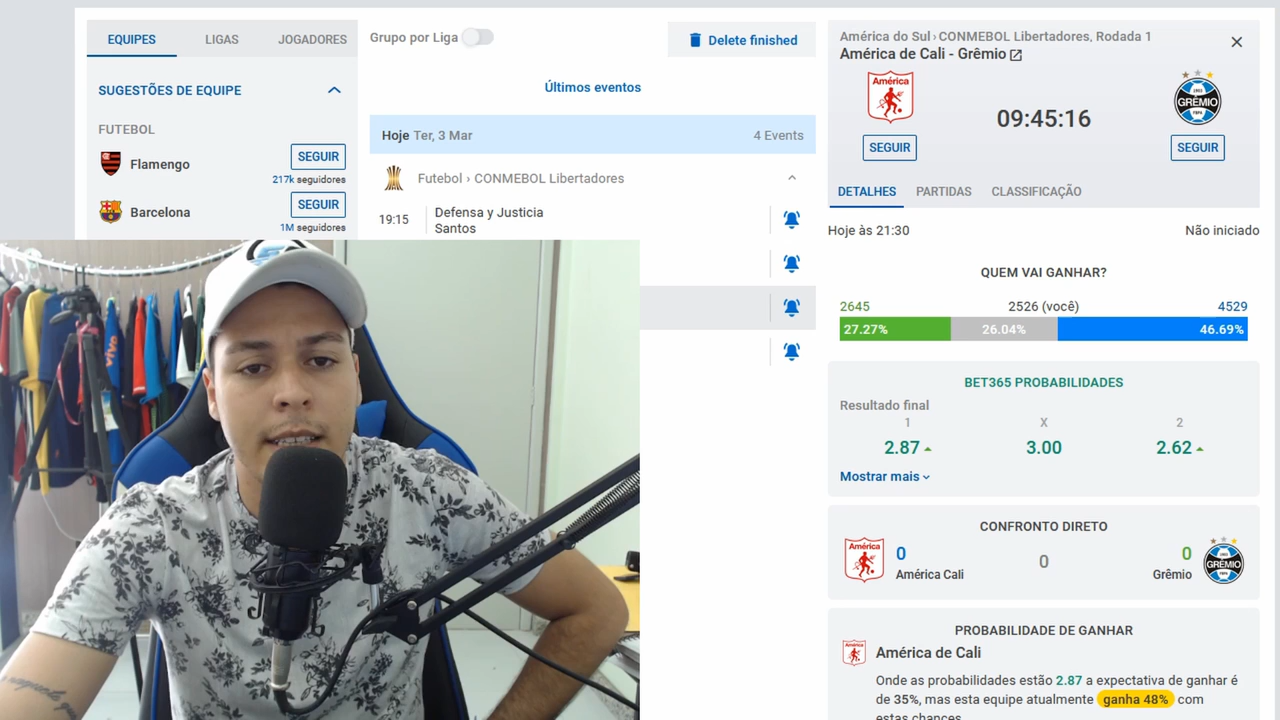 EQUIPES
LIGAS
JOGADORES
SUGESTÕES DE EQUIPE
FUTEBOL
Flamengo
SEGUIR
217k seguidores
Barcelona
SEGUIR
1M seguidores
Grupo por Liga
Delete finished
Últimos eventos
Hoje Ter, 3 Mar
4 Events
Futebol › CONMEBOL Libertadores
19:15
Defensa y Justicia
Santos
América do Sul › CONMEBOL Libertadores, Rodada 1
América de Cali - Grêmio
América
GRÊMIO
09:45:16
SEGUIR
SEGUIR
DETALHES
PARTIDAS
CLASSIFICAÇÃO
Hoje às 21:30
Não iniciado
QUEM VAI GANHAR?
2645
2526 (você)
4529
27.27%
26.04%
46.69%
BET365 PROBABILIDADES
Resultado final
1
X
2
2.87
3.00
2.62
Mostrar mais
CONFRONTO DIRETO
América
0
América Cali
0
0
Grêmio
GRÊMIO
PROBABILIDADE DE GANHAR
América de Cali
Onde as probabilidades estão 2.87 a expectativa de ganhar é
de 35%, mas esta equipe atualmente ganha 48% com
estas chances